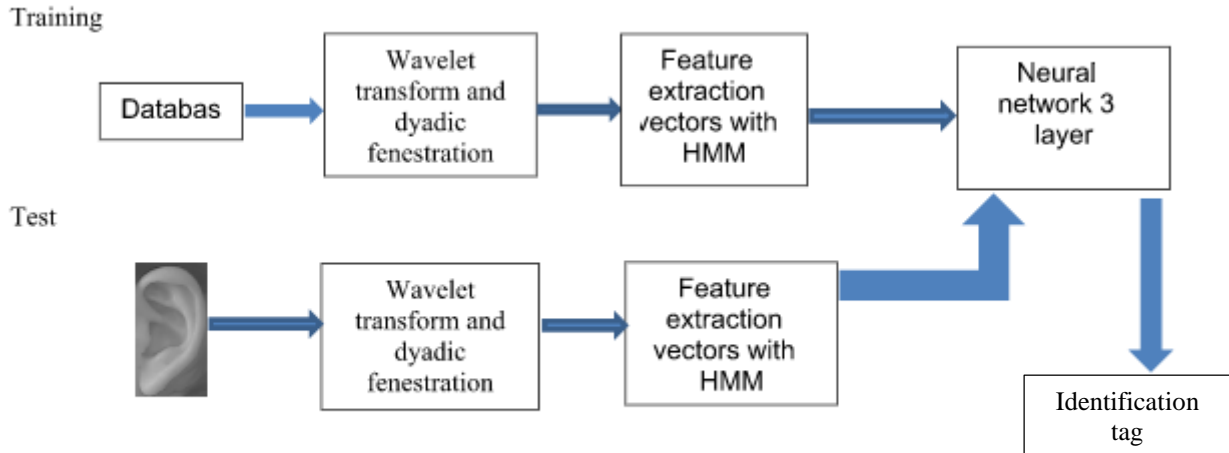 Training
Databas
Wavelet
transform and
dyadic
fenestration
Feature
extraction
vectors with
HMM
Neural
network 3
layer
Test
Wavelet
transform and
dyadic
fenestration
Feature
extraction
vectors with
HMM
Identification
tag